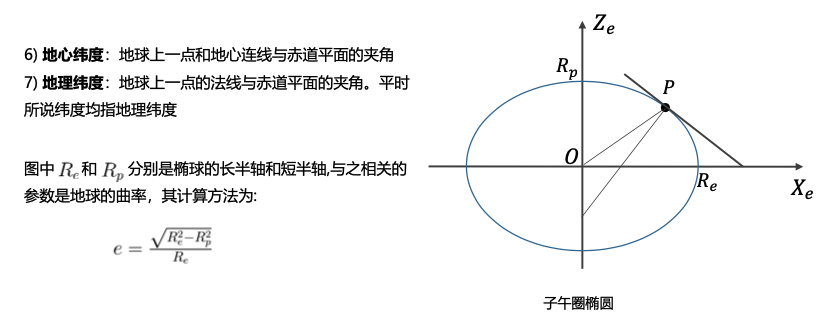 6) 地心纬度：地球上一点和地心连线与赤道平面的夹角
7) 地理纬度：地球上一点的法线与赤道平面的夹角。平时
所说纬度均指地理纬度
图中 R_e 和 R_p 分别是椭球的长半轴和短半轴,与之相关的
参数是地球的曲率，其计算方法为:
e = \frac{\sqrt{R_e^2-R_p^2}}{R_e}
Z_e
R_p
P
O
R_e
X_e
子午圈椭圆